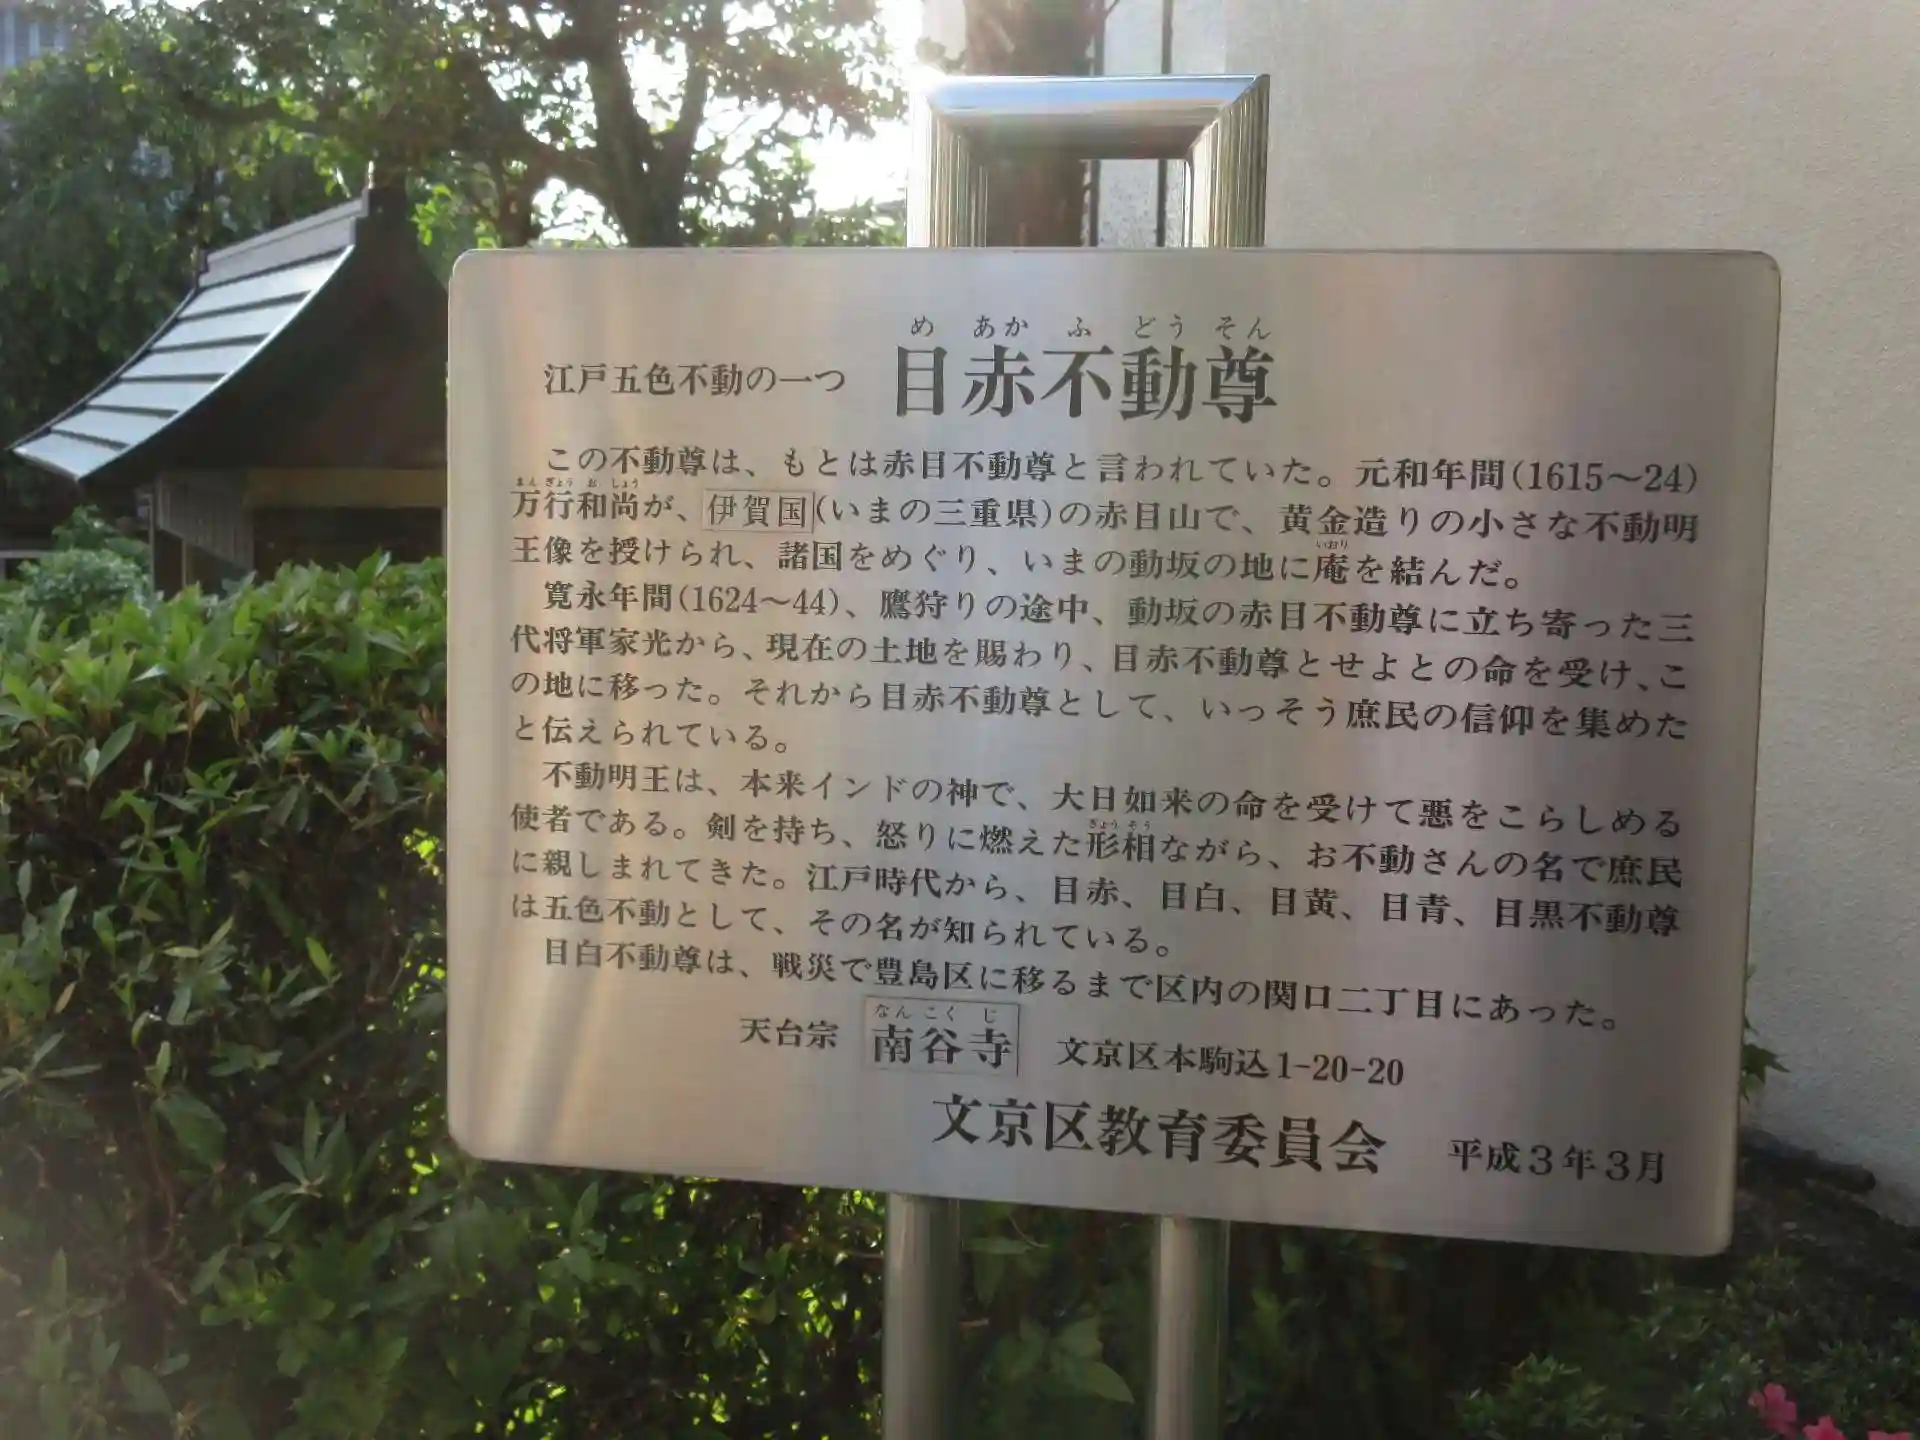 めあかふどうそん
江戸五色不動の一つ 目赤不動尊
この不動尊は、もとは赤目不動尊と言われていた。元和年間(1615～24)
まんぎょうおしょう
万行和尚が、伊賀国(いまの三重県)の赤目山で、黄金造りの小さな不動明
いおり
王像を授けられ、諸国をめぐり、いまの動坂の地に庵を結んだ。
寛永年間(1624～44)、鷹狩りの途中、動坂の赤目不動尊に立ち寄った三
代将軍家光から、現在の土地を賜わり、目赤不動尊とせよとの命を受け、こ
の地に移った。それから目赤不動尊として、いっそう庶民の信仰を集めた
と伝えられている。
不動明王は、本来インドの神で、大日如来の命を受けて悪をこらしめる
ぎょうそう
使者である。剣を持ち、怒りに燃えた形相ながら、お不動さんの名で庶民
に親しまれてきた。江戸時代から、目赤、目白、目黄、目青、目黒不動尊
は五色不動として、その名が知られている。
目白不動尊は、戦災で豊島区に移るまで区内の関口二丁目にあった。
なんこくじ
天台宗 南谷寺 文京区本駒込1-20-20
文京区教育委員会 平成3年3月